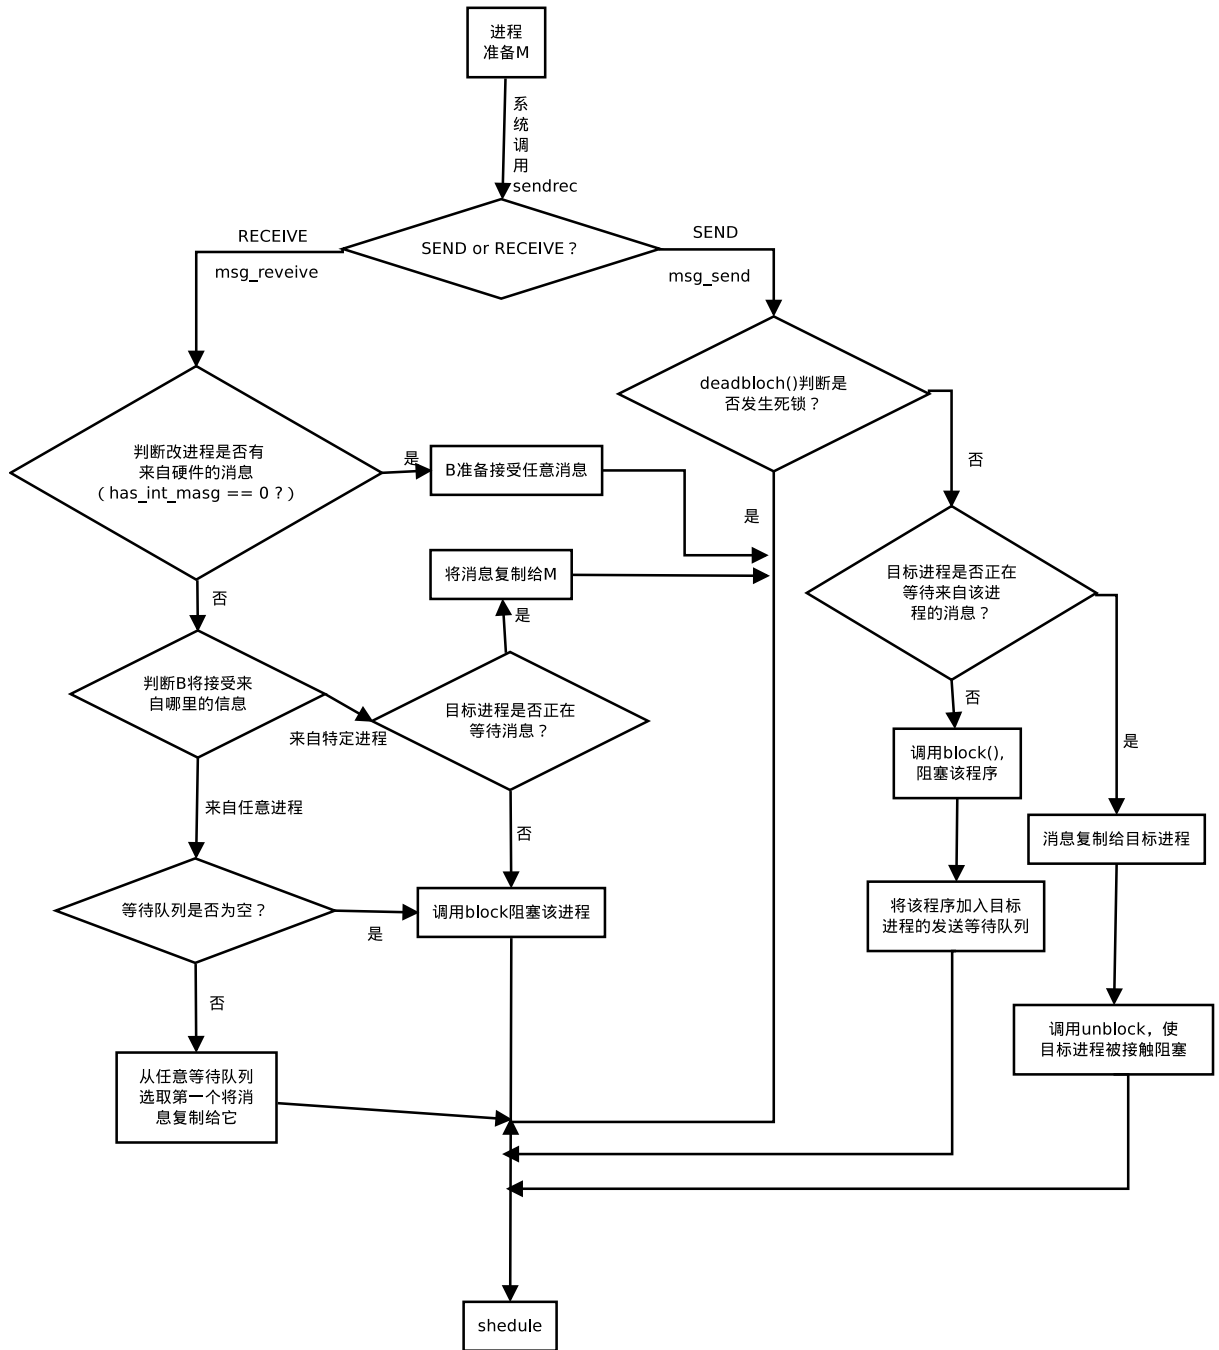 进程
准备M
系
统
调
用
sendrec
SEND or RECEIVE？
RECEIVE
msg_reveive
SEND
msg_send
deadbloch()判断是
否发生死锁？
判断改进程是否有
来自硬件的消息
（has_int_masg == 0？）
是
B准备接受任意消息
否
是
目标进程是否正在
等待来自该进
程的消息？
将消息复制给M
否
是
判断B将接受来
自哪里的信息
来自特定进程
目标进程是否正在
等待消息？
否
调用block(),
阻塞该程序
是
来自任意进程
否
消息复制给目标进程
等待队列是否为空？
是
调用block阻塞该进程
将该程序加入目标
进程的发送等待队列
否
调用unblock，使
目标进程被接触阻塞
从任意等待队列
选取第一个将消
息复制给它
shedule